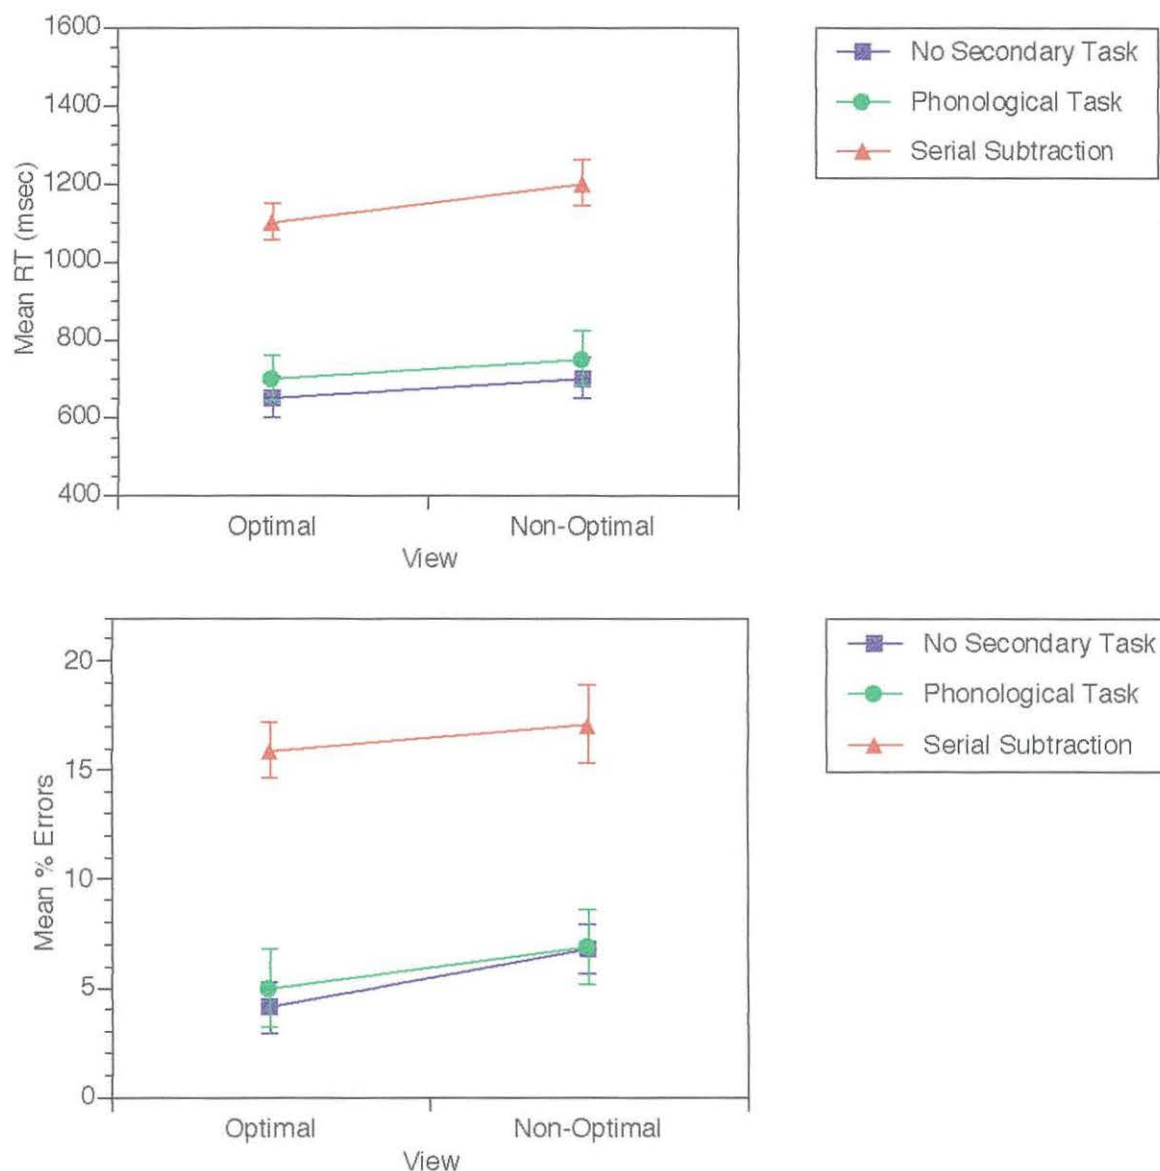 1600
1400
1200
1000
800
600
400
Mean RT (msec)
Optimal
Non-Optimal
View
No Secondary Task
Phonological Task
Serial Subtraction
20
15
10
5
0
Mean % Errors
Optimal
Non-Optimal
View
No Secondary Task
Phonological Task
Serial Subtraction